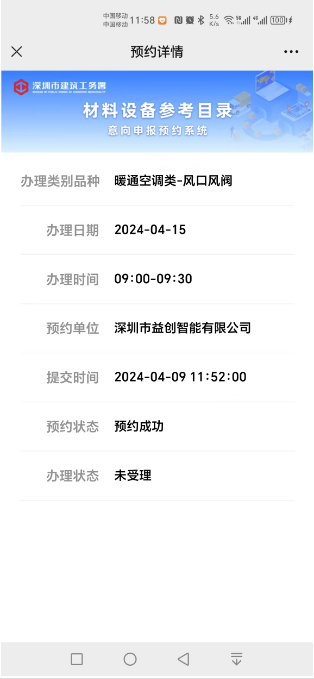 中国移动
中国移动
11:58
5.6
K/s
100
预约详情
深圳市建筑工务署
材料设备参考目录
意向申报预约系统
办理类别品种 暖通空调类-风口风阀
办理日期 2024-04-15
办理时间 09:00-09:30
预约单位 深圳市益创智能有限公司
提交时间 2024-04-09 11:52:00
预约状态 预约成功
办理状态 未受理